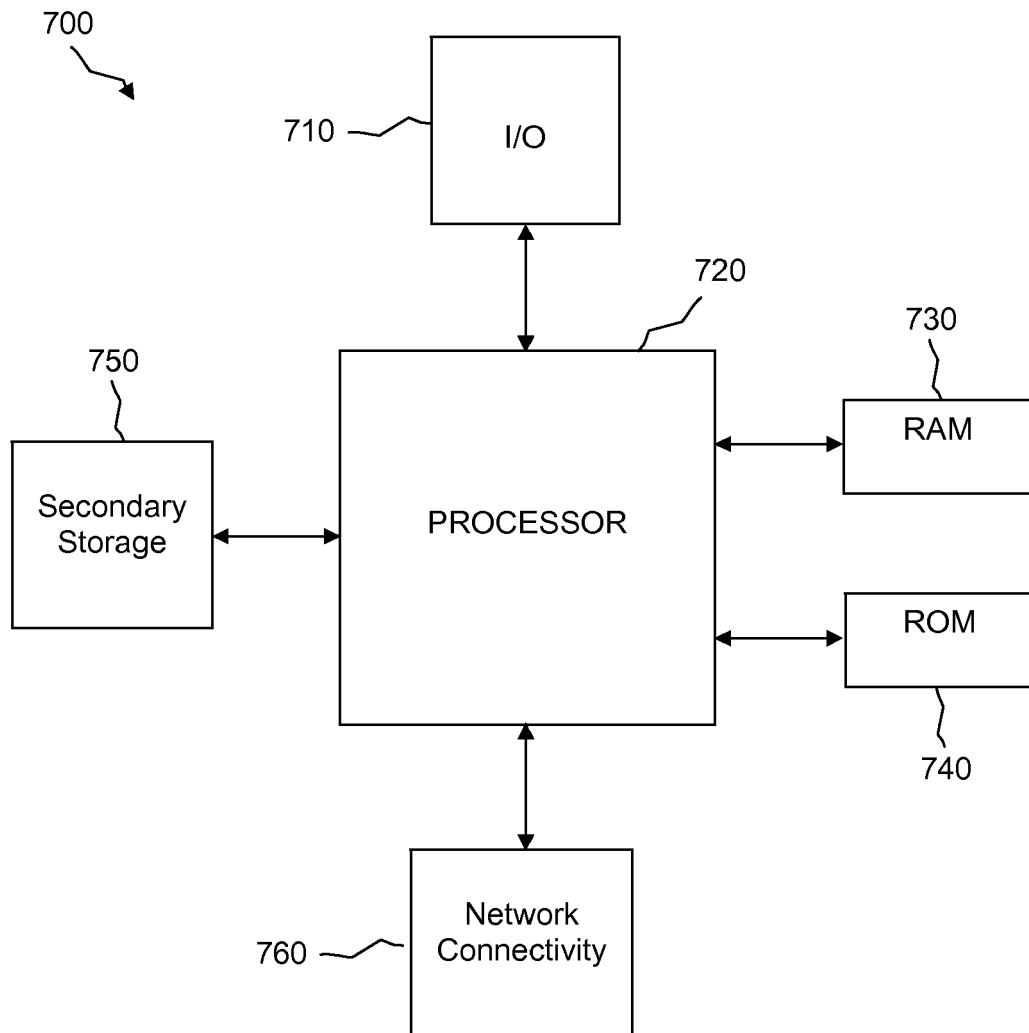 700
710
I/O
720
730
750
RAM
Secondary
Storage
PROCESSOR
ROM
740
Network
Connectivity
760